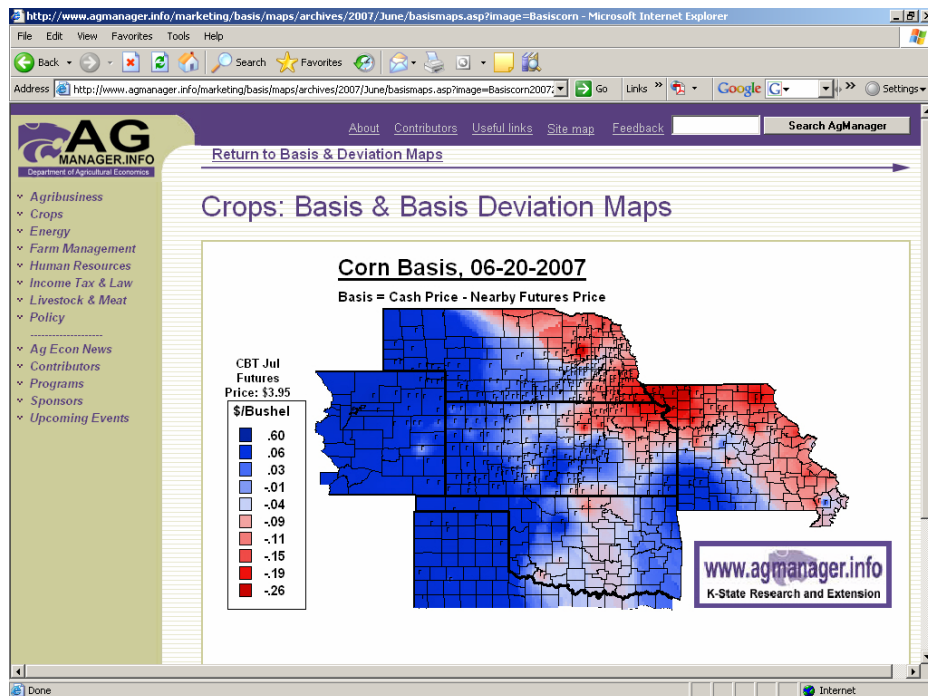 http://www.agmanager.info/marketing/basis/maps/archives/2007/June/basismaps.asp?image=Basiscorn - Microsoft Internet Explorer
File Edit View Favorites Tools Help
Back Search Favorites
Address http://www.agmanager.info/marketing/basis/maps/archives/2007/June/basismaps.asp?image=Basiscorn2007 Go Links » Google G » Settings
AG
MANAGER.INFO
Department of Agricultural Economics
About Contributors Useful links Site map Feedback Search AgManager
Return to Basis & Deviation Maps
Agribusiness
Crops
Energy
Farm Management
Human Resources
Income Tax & Law
Livestock & Meat
Policy
--------------------
Ag Econ News
Contributors
Programs
Sponsors
Upcoming Events
Crops: Basis & Basis Deviation Maps
Corn Basis, 06-20-2007
Basis = Cash Price - Nearby Futures Price
CBT Jul
Futures
Price: $3.95
$/Bushel
.60
.06
.03
-.01
-.04
-.09
-.11
-.15
-.19
-.26
www.agmanager.info
K-State Research and Extension
Done Internet